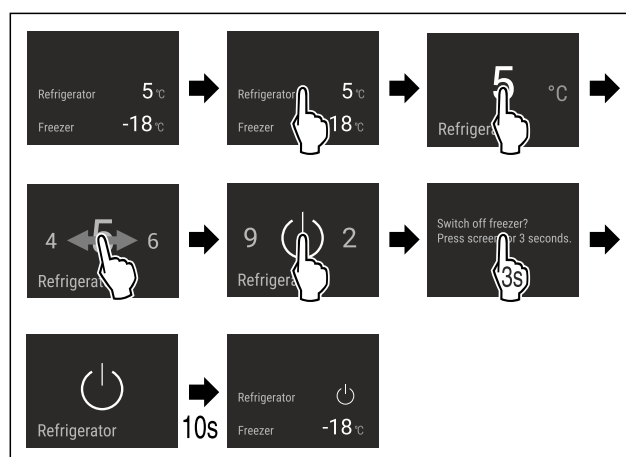 Refrigerator 5 °C
Freezer -18 °C
Refrigerator 5 °C
Freezer 18 °C
5 °C
4 5 6
9 2
Switch off freezer?
Press screen for 3 seconds.
3s
Refrigerator
10s
Refrigerator
Freezer -18 °C